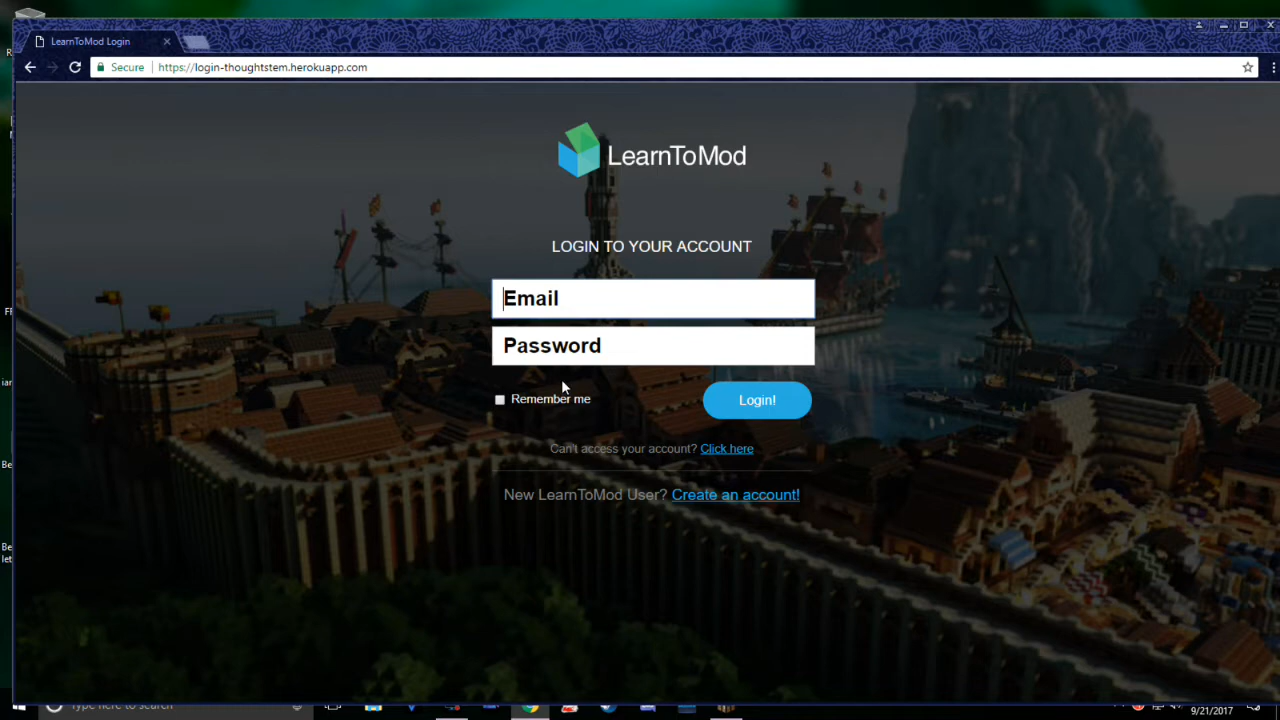 LearnToMod Login
Secure https://login-thoughtstem.herokuapp.com
LearnToMod
LOGIN TO YOUR ACCOUNT
Email
Password
Remember me
Login!
Can't access your account? Click here
New LearnToMod User? Create an account!
Type here to search
9/21/2017